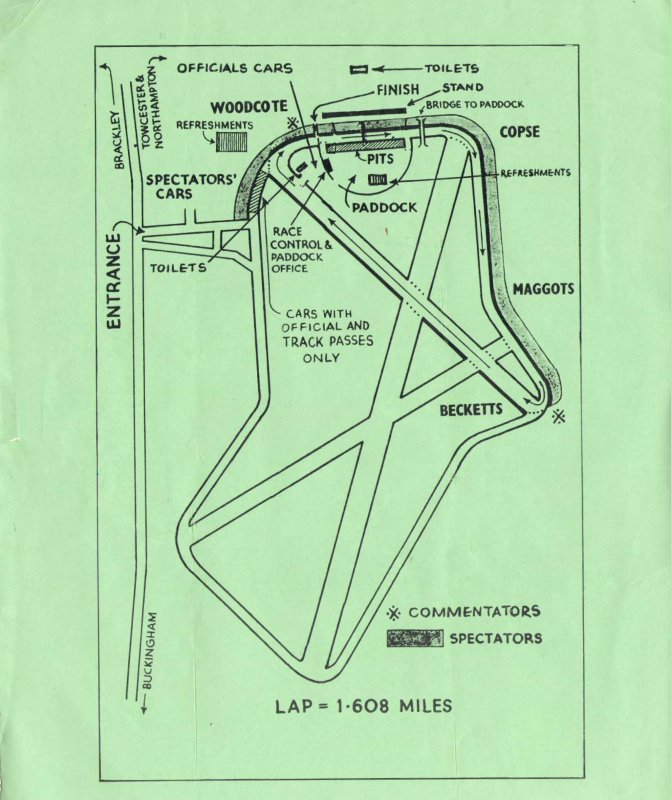 OFFICIALS CARS
TOILETS
FINISH
STAND
BRIDGE TO PADDOCK
WOODCOTE
REFRESHMENTS
COPSE
BRACKLEY
TOWCESTER &
NORTHAMPTON
PITS
REFRESHMENTS
SPECTATORS'
CARS
PADDOCK
RACE
CONTROL &
PADDOCK
OFFICE
TOILETS
ENTRANCE
MAGGOTS
CARS WITH
OFFICIAL AND
TRACK PASSES
ONLY
BECKETTS
※ COMMENTATORS
SPECTATORS
BUCKINGHAM
LAP = 1·608 MILES